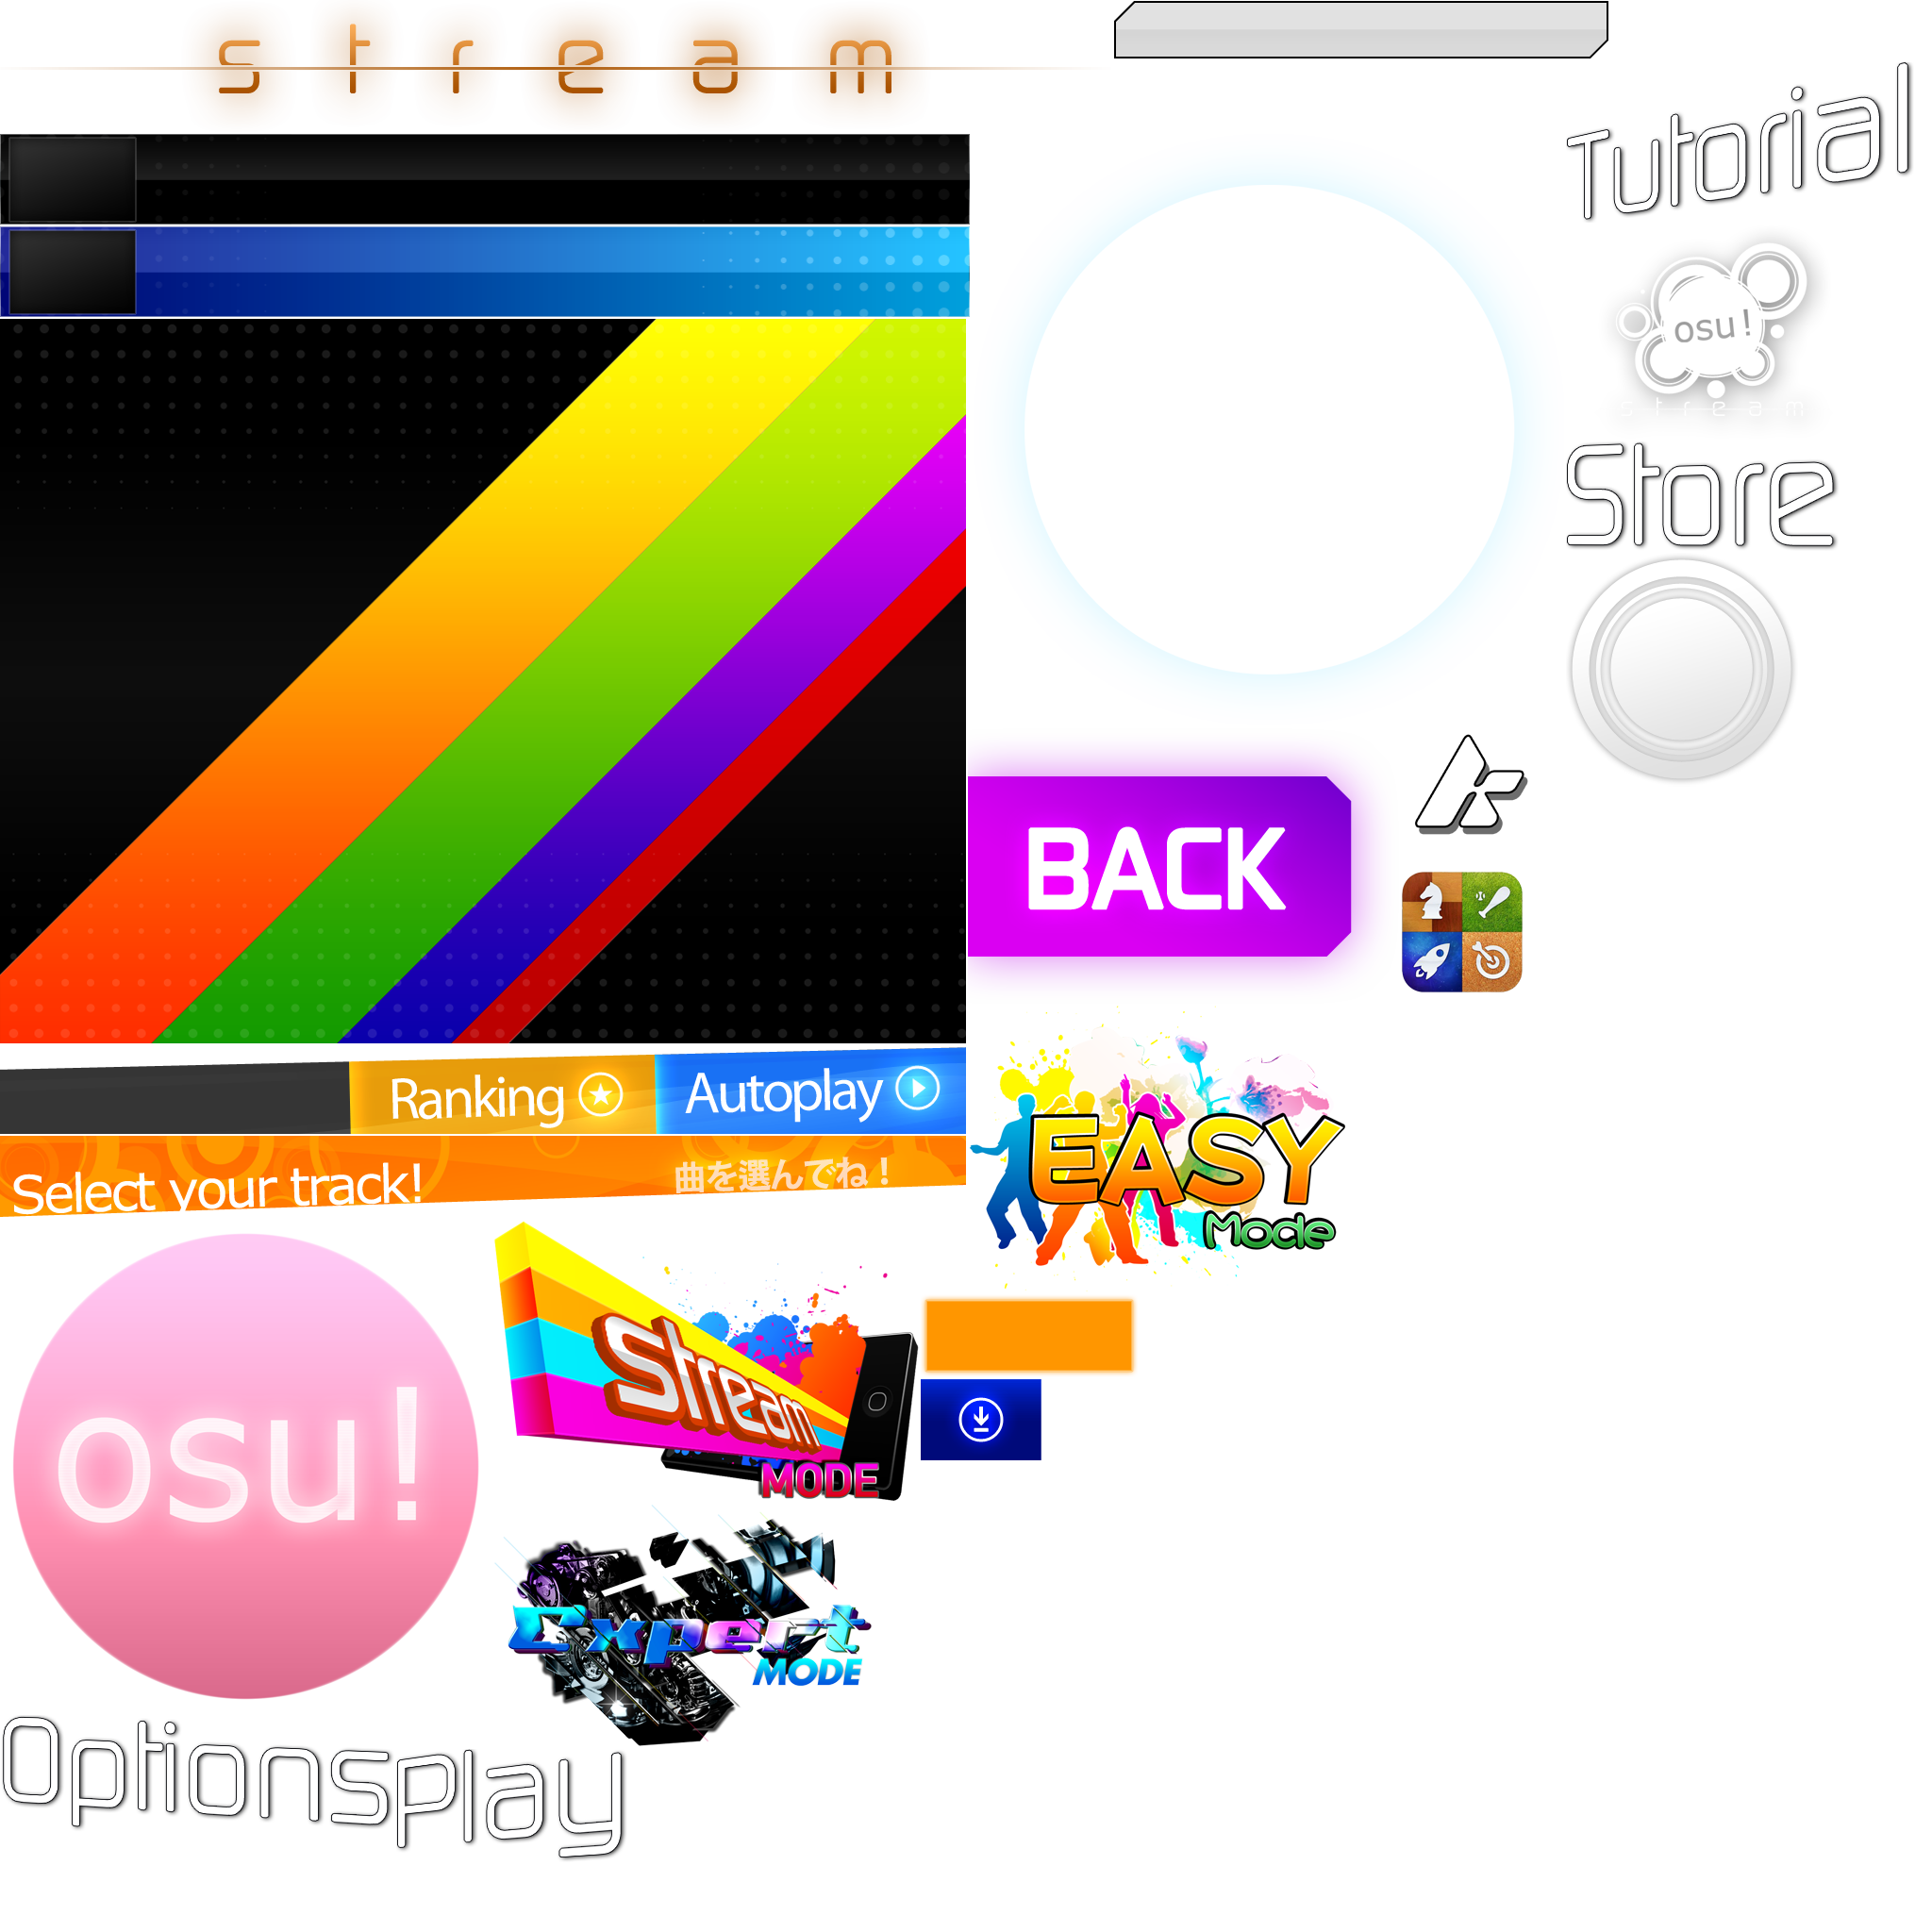 stream
Tutorial
osu!
stream
Store
BACK
Ranking
Autoplay
EASY
Mode
Select your track!
曲を選んでね！
Stream
MODE
osu!
Expert
MODE
Options
Play